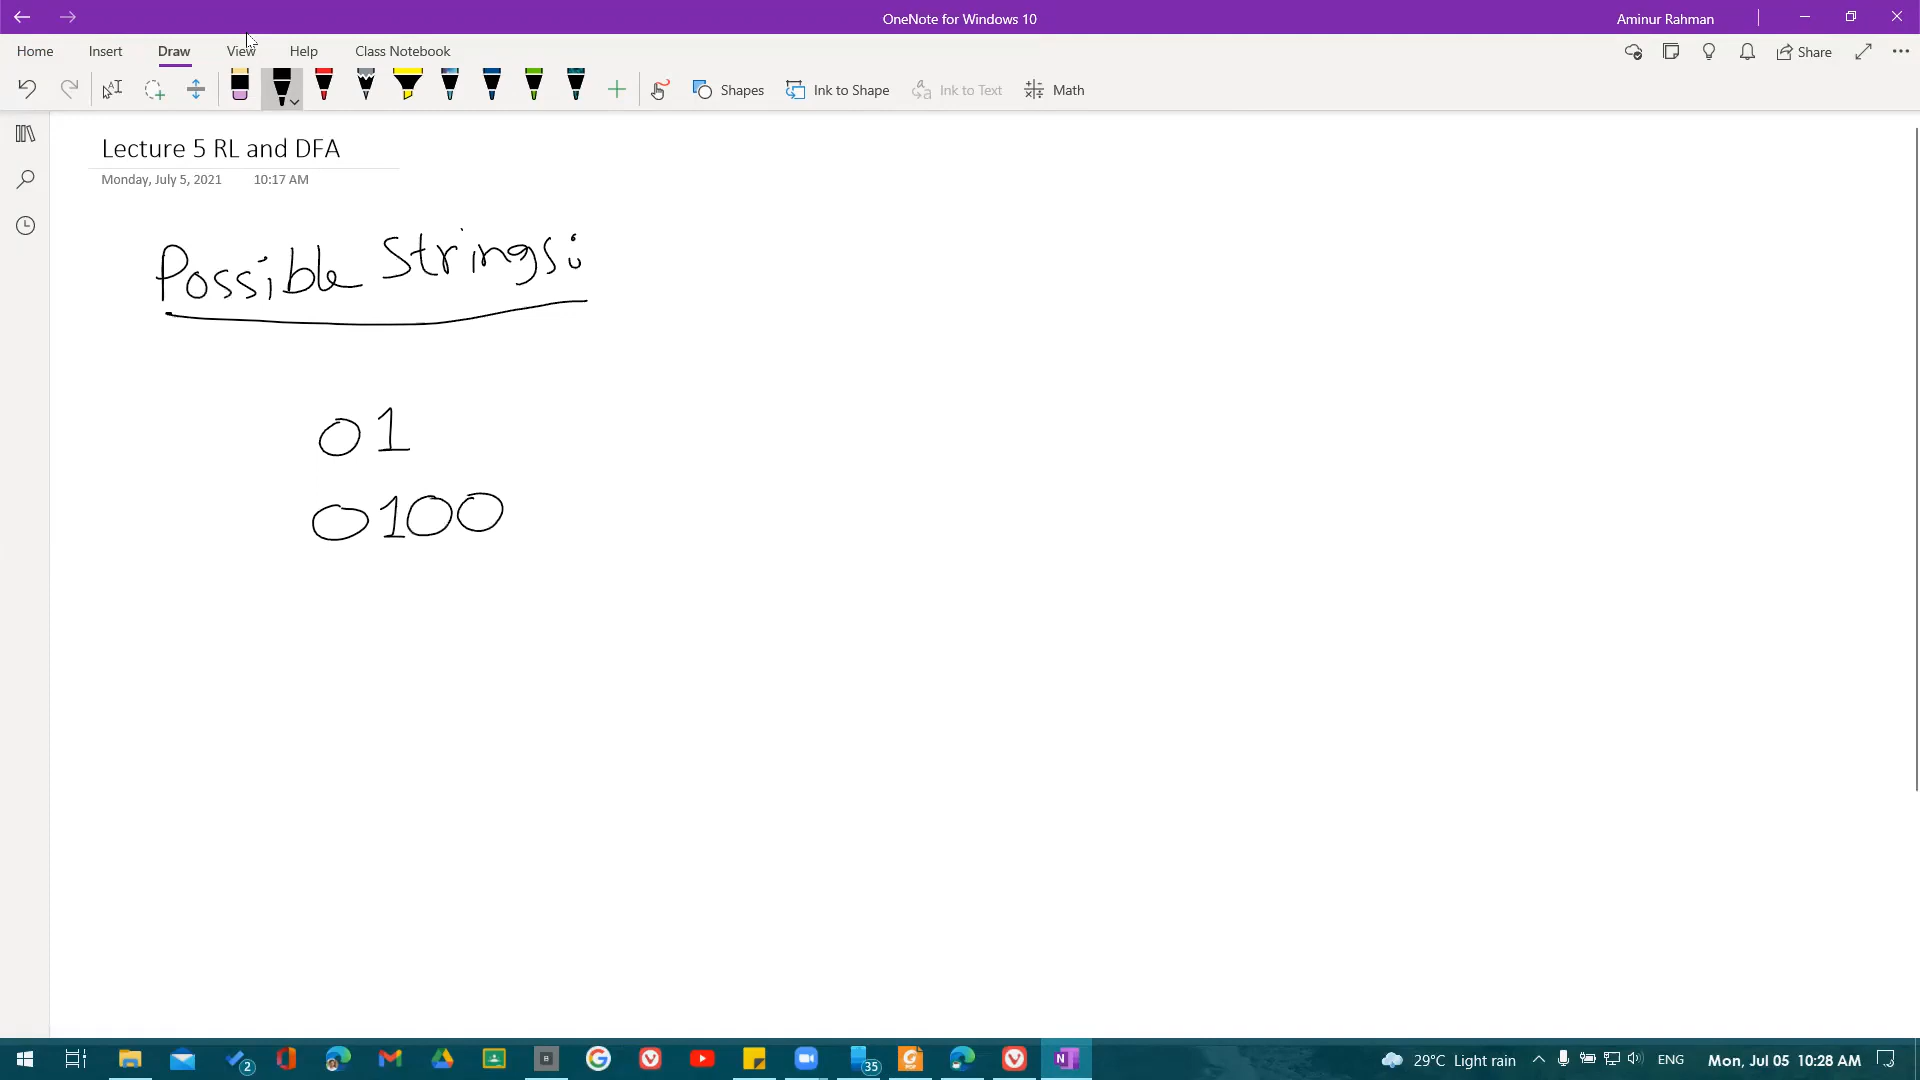 OneNote for Windows 10
Aminur Rahman
Home Insert Draw View Help Class Notebook
Share
Shapes Ink to Shape Ink to Text Math
Lecture 5 RL and DFA
Monday, July 5, 2021 10:17 AM
Possible Strings:
01
0100
2
35
29°C Light rain
ENG
Mon, Jul 05 10:28 AM